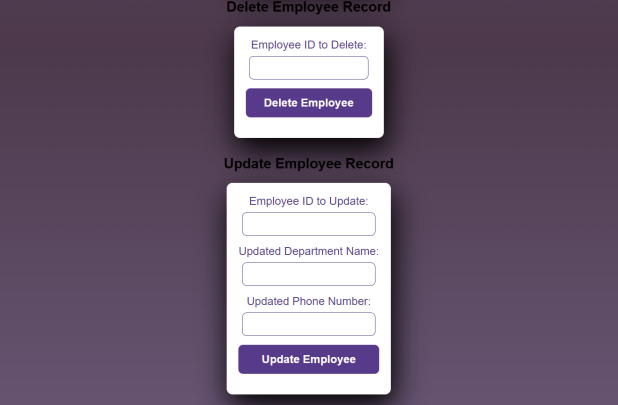 Delete Employee Record
Employee ID to Delete:
Delete Employee
Update Employee Record
Employee ID to Update:
Updated Department Name:
Updated Phone Number:
Update Employee